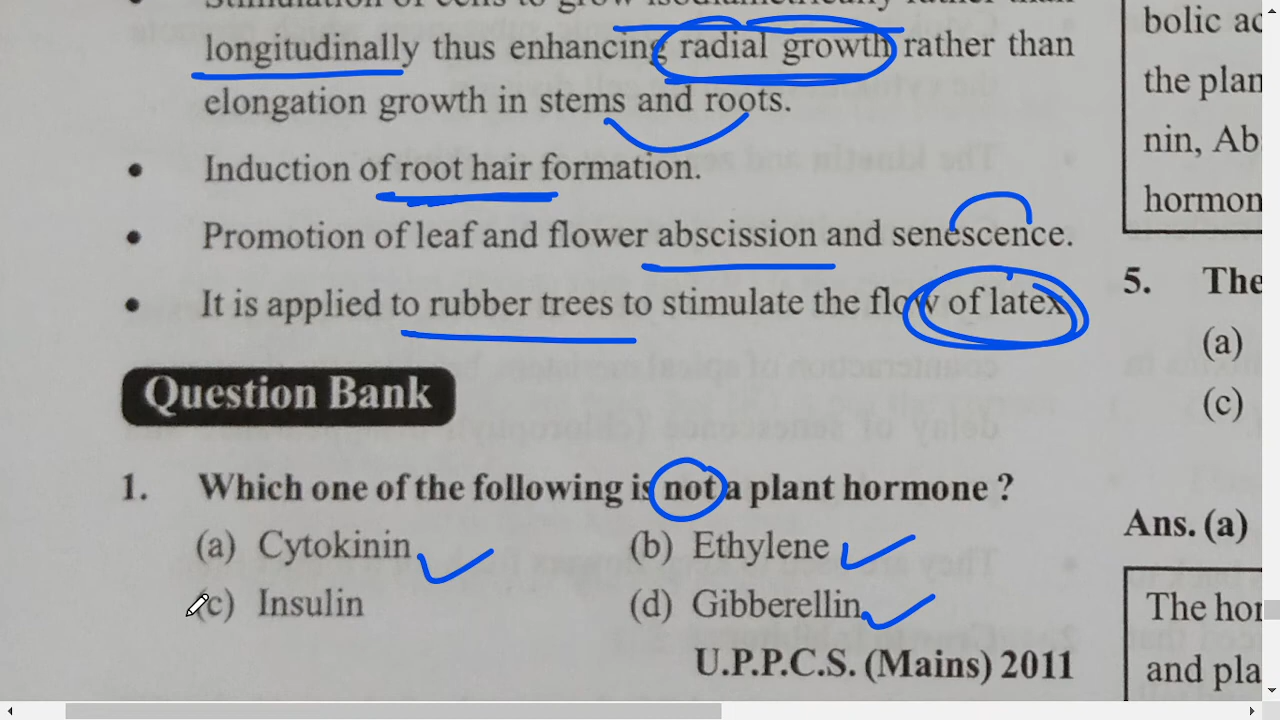 longitudinally thus enhancing radial growth rather than
elongation growth in stems and roots.
• Induction of root hair formation.
• Promotion of leaf and flower abscission and senescence.
• It is applied to rubber trees to stimulate the flow of latex
Question Bank
1. Which one of the following is not a plant hormone ?
(a) Cytokinin (b) Ethylene
(c) Insulin (d) Gibberellin
U.P.P.C.S. (Mains) 2011
bolic ac
the plan
nin, Ab
hormon
5. The
(a)
(c)
Ans. (a)
The hor
and pla